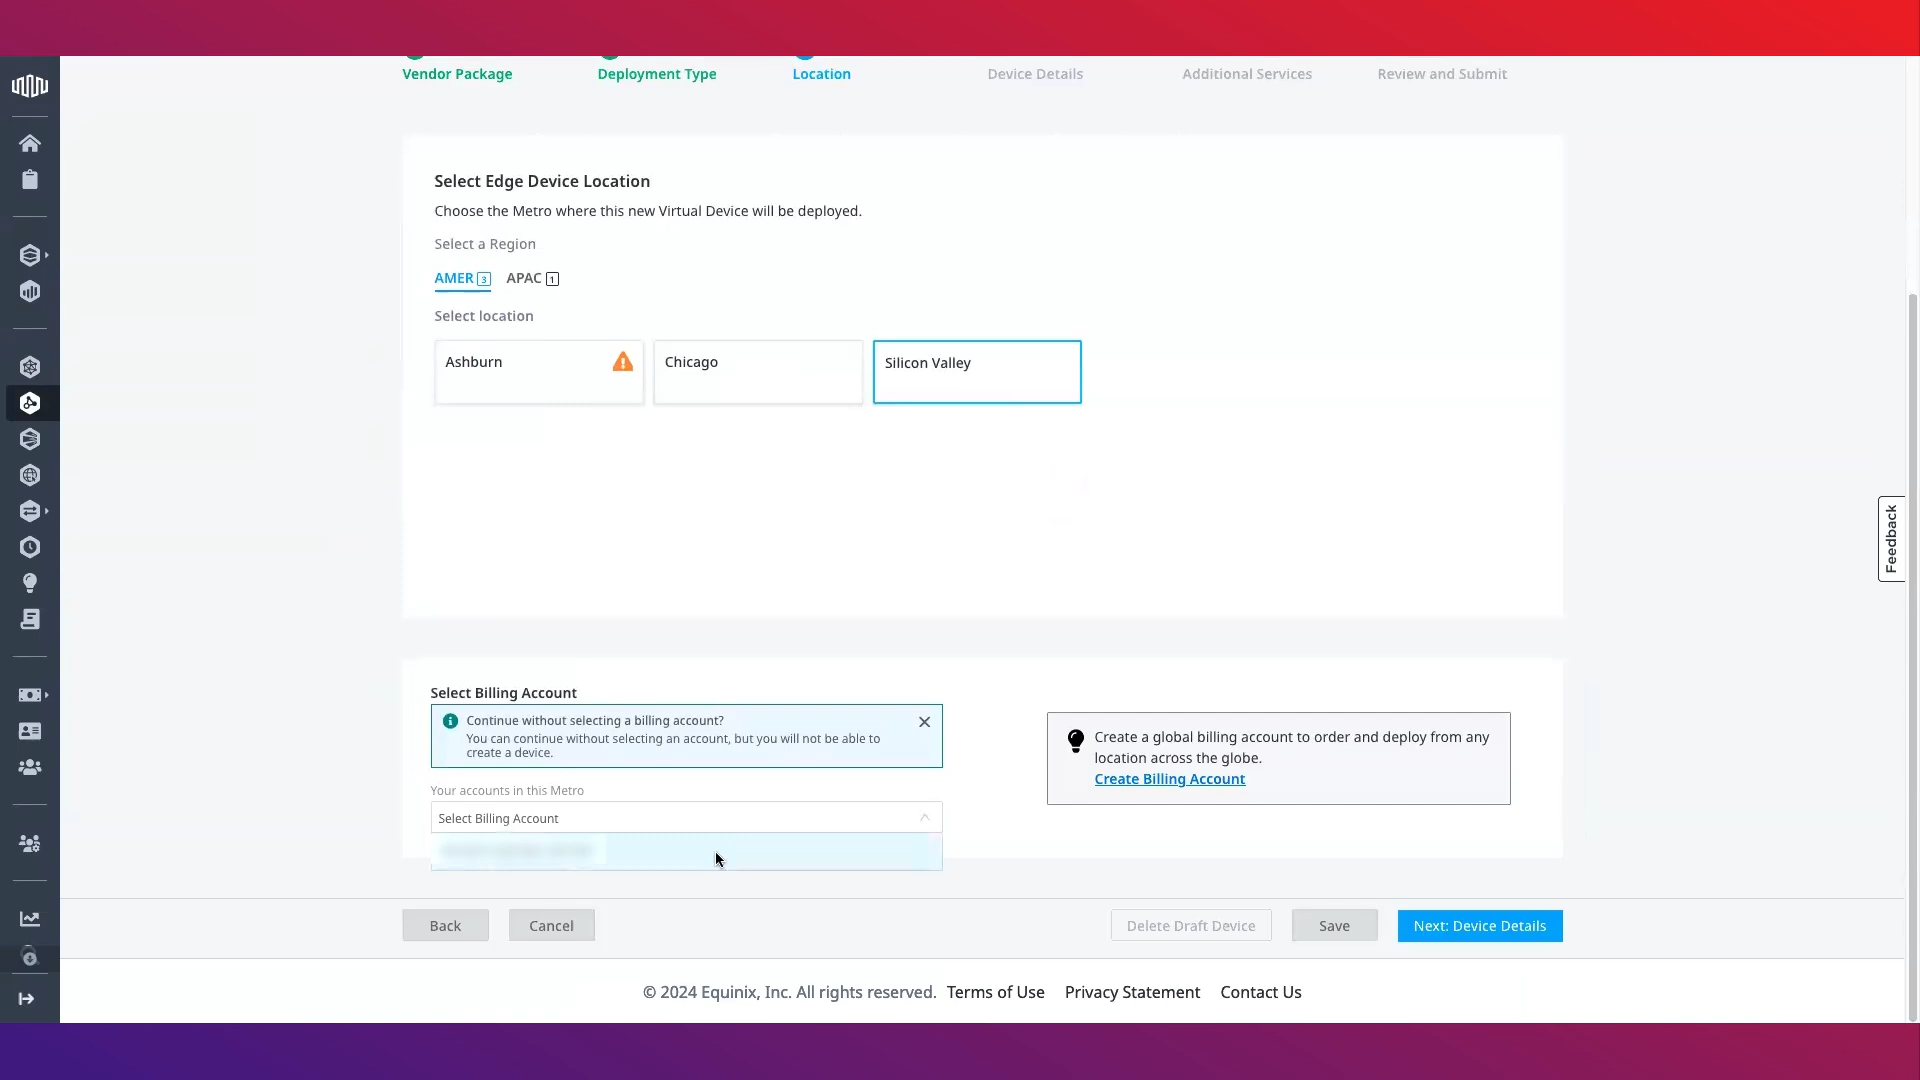 Vendor Package
Deployment Type
Location
Device Details
Additional Services
Review and Submit
Select Edge Device Location
Choose the Metro where this new Virtual Device will be deployed.
Select a Region
AMER 3 APAC 1
Select location
Ashburn
Chicago
Silicon Valley
Feedback
Select Billing Account
Continue without selecting a billing account?
You can continue without selecting an account, but you will not be able to
create a device.
Create a global billing account to order and deploy from any
location across the globe.
Create Billing Account
Your accounts in this Metro
Select Billing Account
Back
Cancel
Delete Draft Device
Save
Next: Device Details
© 2024 Equinix, Inc. All rights reserved. Terms of Use Privacy Statement Contact Us